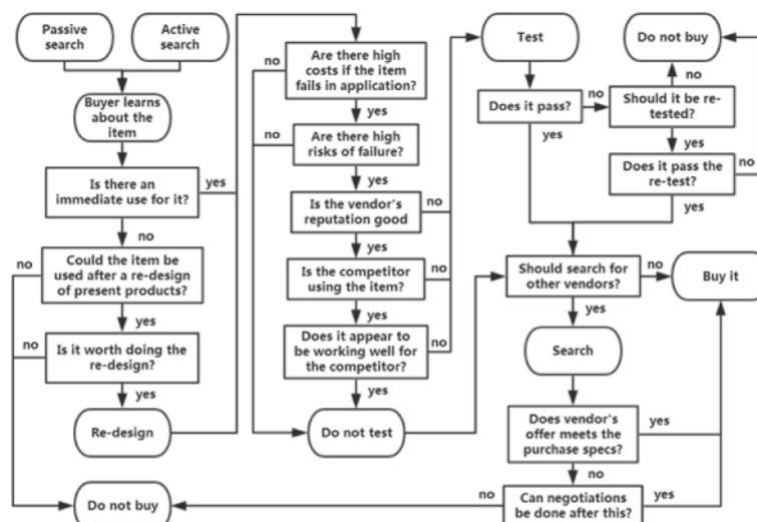 Passive
search
Active
search
Buyer learns
about the
item
Is there an
immediate use for it?
yes
no
Could the item be
used after a re-design
of present products?
no
yes
Is it worth doing the
re-design?
no
yes
Re-design
Do not buy
Are there high
costs if the item
fails in application?
no
yes
Are there high
risks of failure?
no
yes
Is the vendor's
reputation good
no
yes
Is the competitor
using the item?
no
yes
Does it appear to
be working well for
the competitor?
no
yes
Do not test
Test
Does it pass?
no
yes
Do not buy
no
Should it be re-
tested?
yes
Does it pass the
re-test?
no
yes
Should search for
other vendors?
no
Buy it
yes
Search
Does vendor's
offer meets the
purchase specs?
yes
no
Can negotiations
be done after this?
no
yes